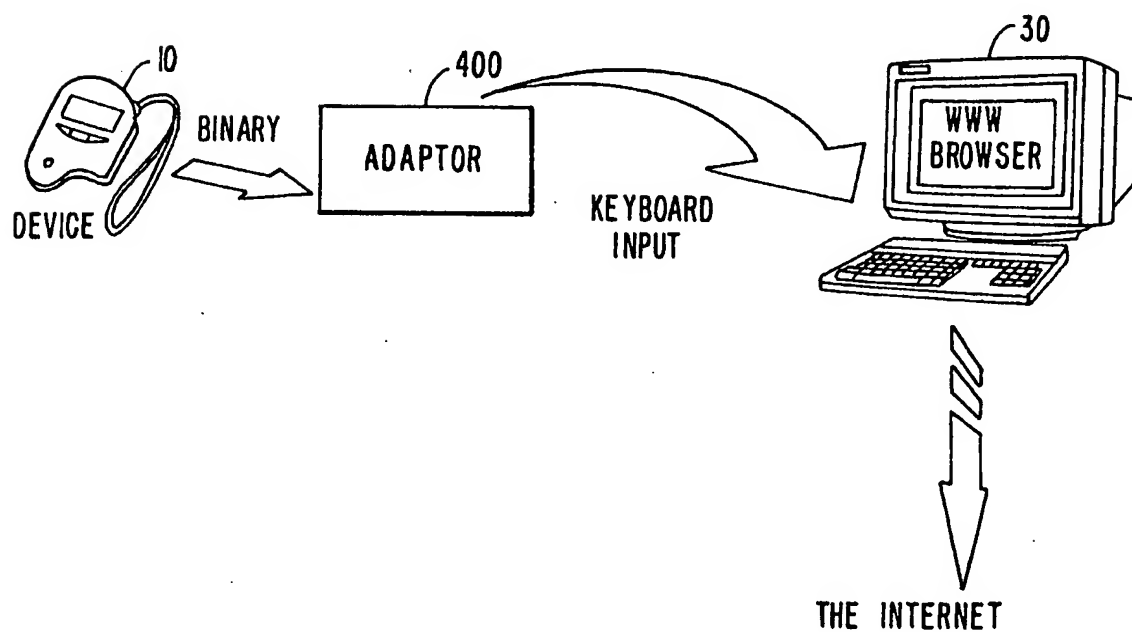 10
DEVICE
BINARY
400
ADAPTOR
KEYBOARD
INPUT
30
WWW
BROWSER
THE INTERNET